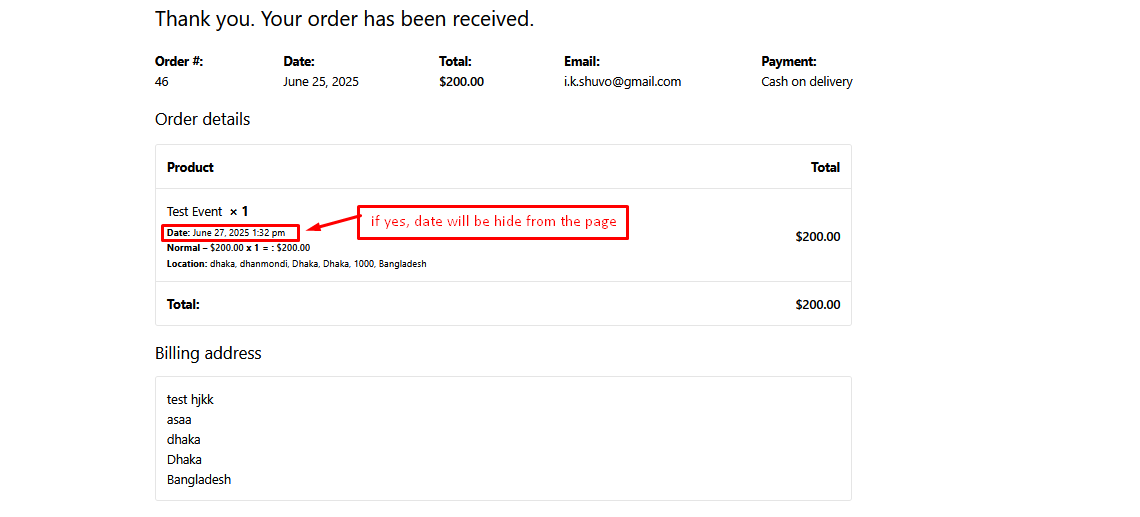 Thank you. Your order has been received.
Order #: Date: Total: Email: Payment:
46 June 25, 2025 $200.00 i.k.shuvo@gmail.com Cash on delivery
Order details
Product Total
Test Event × 1
if yes, date will be hide from the page
Date: June 27, 2025 1:32 pm
$200.00
Normal – $200.00 x 1 = : $200.00
Location: dhaka, dhanmondi, Dhaka, Dhaka, 1000, Bangladesh
Total: $200.00
Billing address
test hjkk
asaa
dhaka
Dhaka
Bangladesh